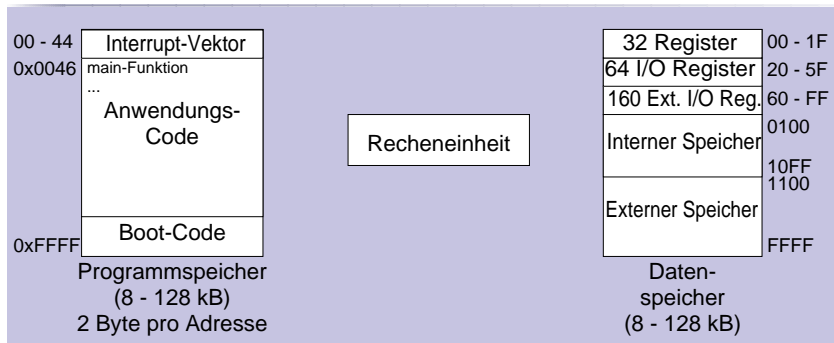 00 - 44
Interrupt-Vektor
0x0046
main-Funktion
...
Anwendungs-
Code
Boot-Code
0xFFFF
Programmspeicher
(8 - 128 kB)
2 Byte pro Adresse
Recheneinheit
32 Register
00 - 1F
64 I/O Register
20 - 5F
160 Ext. I/O Reg.
60 - FF
0100
Interner Speicher
10FF
1100
Externer Speicher
FFFF
Daten-
speicher
(8 - 128 kB)